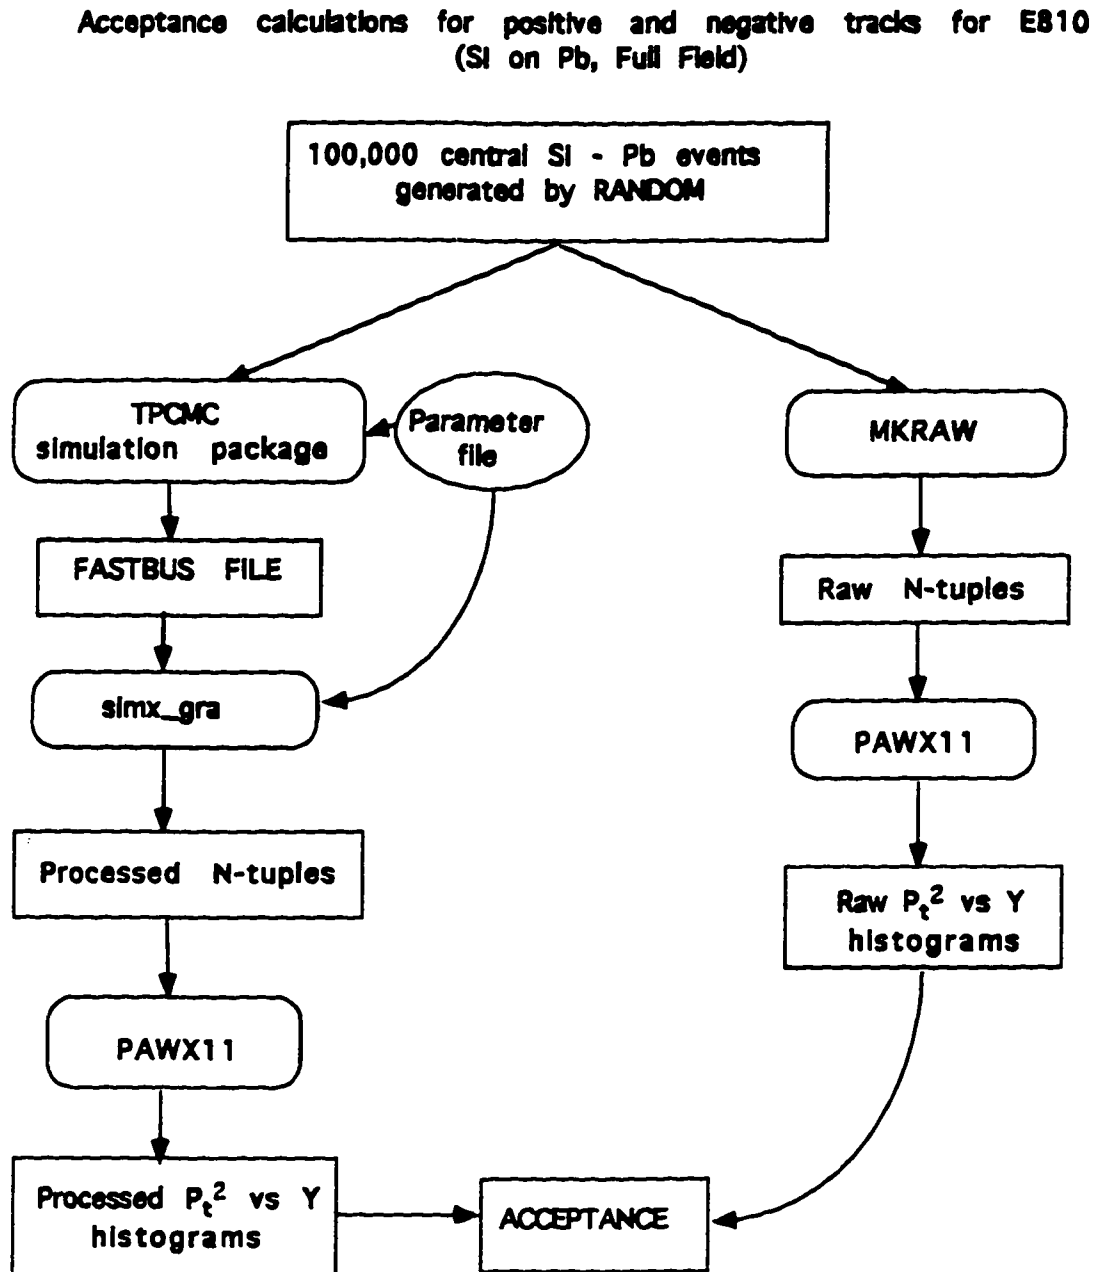 Acceptance calculations for positive and negative tracks for E810
(Si on Pb, Full Field)
100,000 central Si - Pb events
generated by RANDOM
TPCMC
simulation package
Parameter
file
MKRAW
FASTBUS FILE
Raw N-tuples
simx_gra
PAWX11
Processed N-tuples
Raw Pt² vs Y
histograms
PAWX11
Processed Pt² vs Y
histograms
ACCEPTANCE